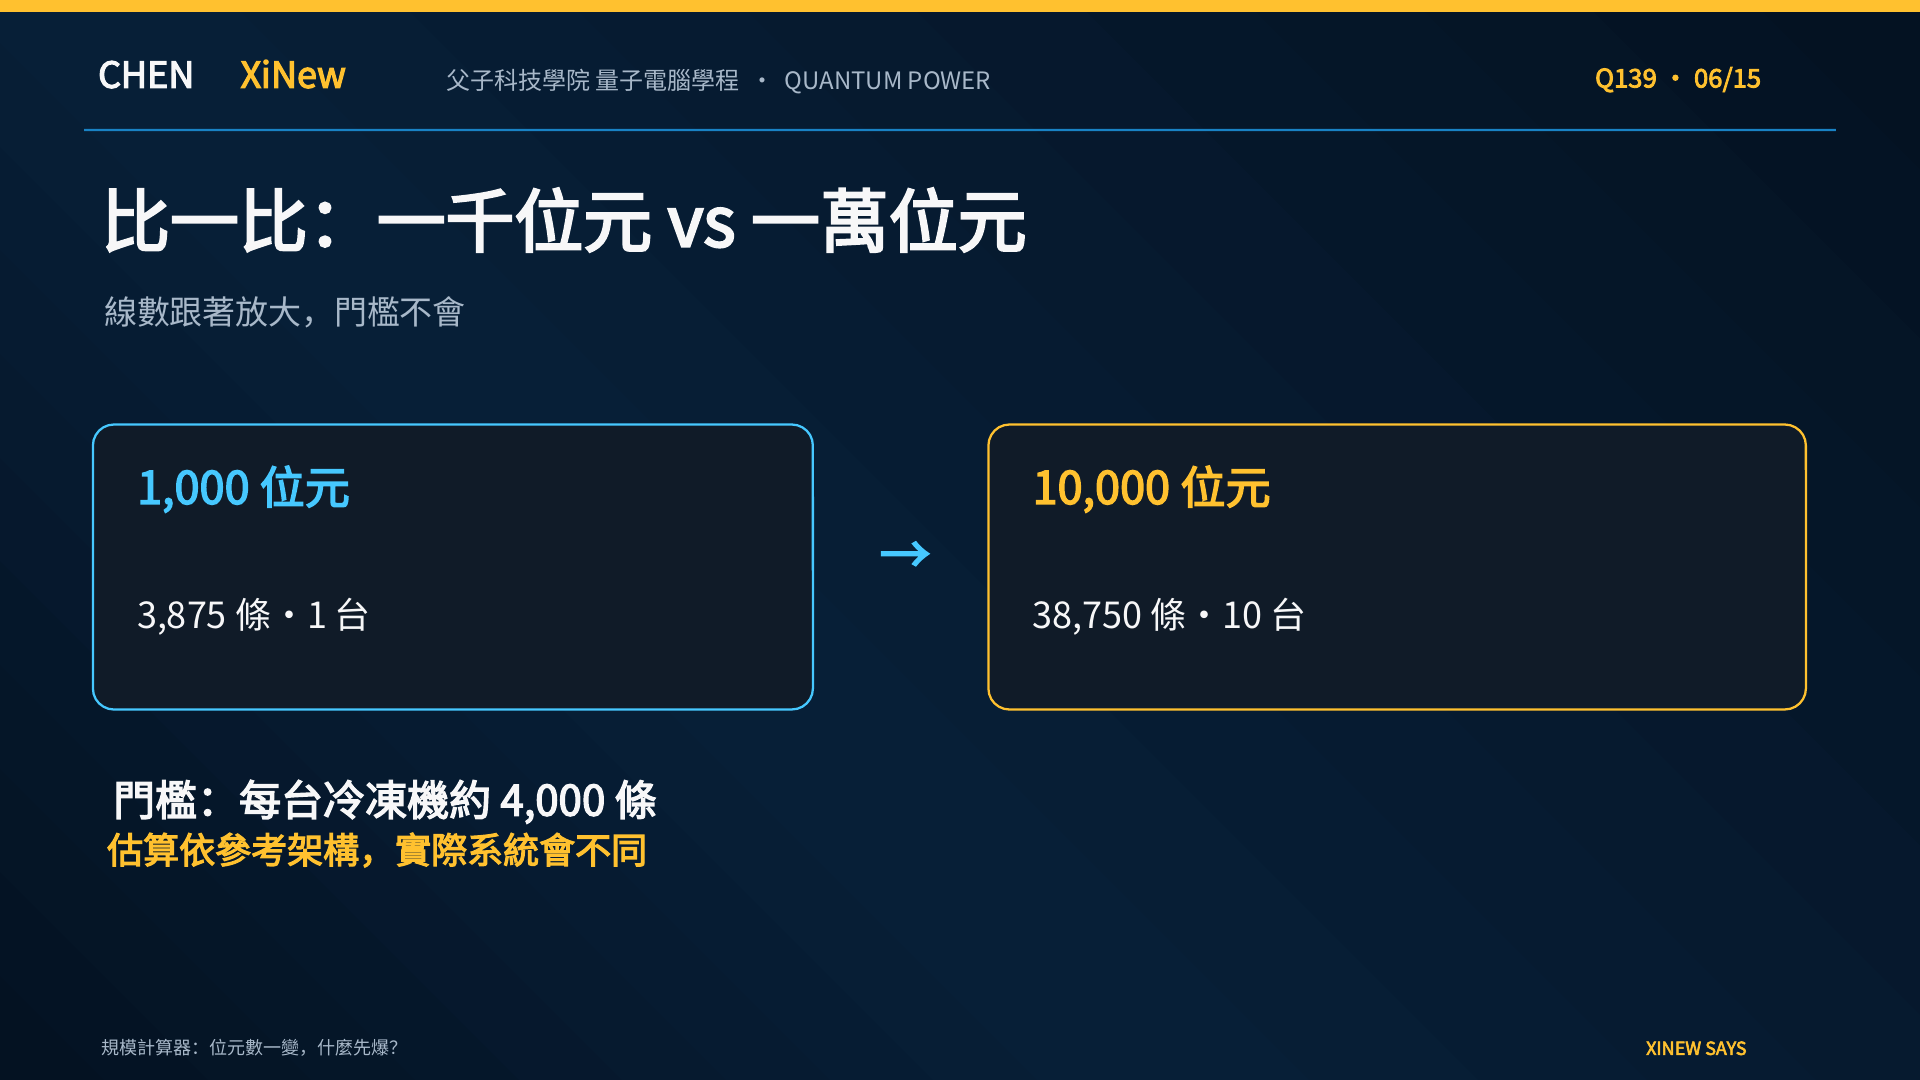 CHEN XiNew 父子科技學院 量子電腦學程 · QUANTUM POWER Q139 · 06/15
比一比：一千位元 vs 一萬位元
線數跟著放大，門檻不會
1,000 位元
3,875 條・1 台
→
10,000 位元
38,750 條・10 台
門檻：每台冷凍機約 4,000 條
估算依參考架構，實際系統會不同
規模計算器：位元數一變，什麼先爆？
XINEW SAYS